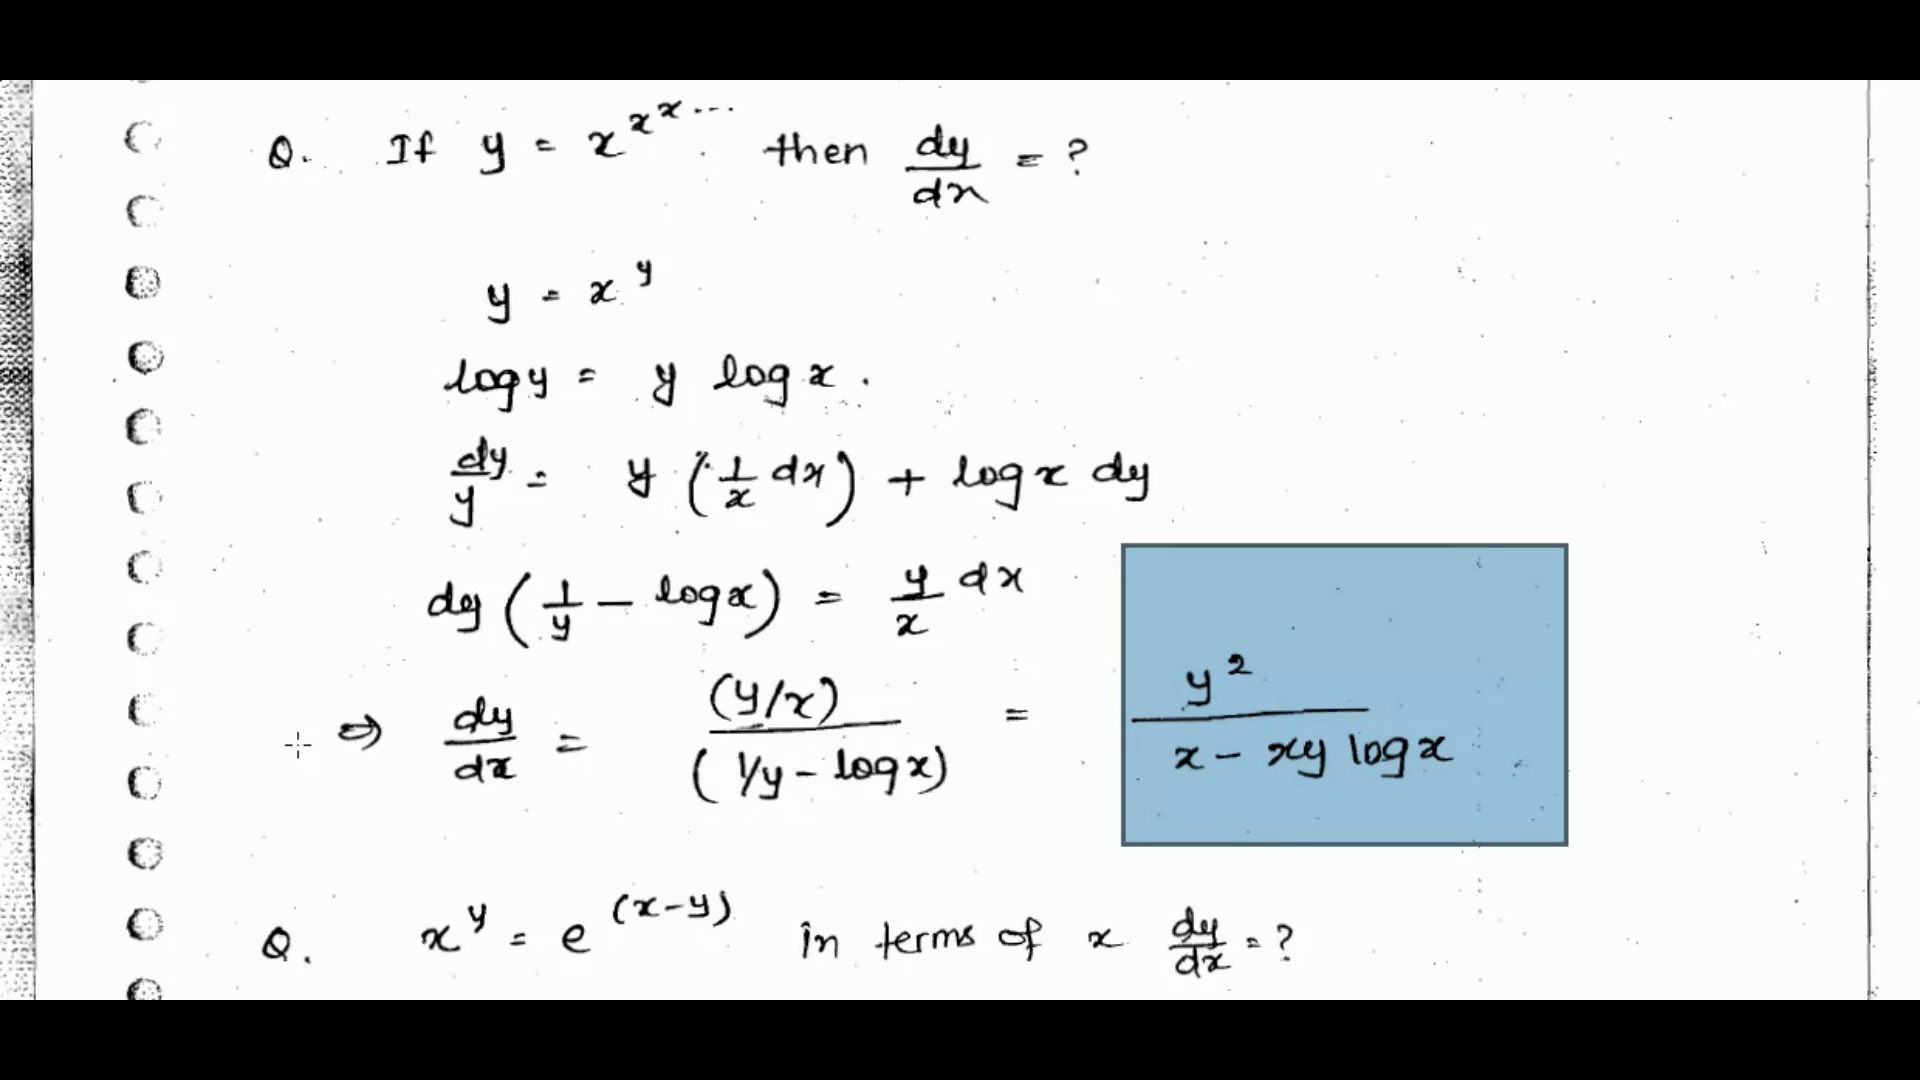 Q. If y = x^x^x... then dy/dx = ?
y = x^y
log y = y log x.
dy/y = y (1/x dx) + log x dy
dy (1/y - log x) = y/x dx
⇒ dy/dx = (y/x)/(1/y - log x) = y²/(x - xy log x)
Q. x^y = e^(x-y) in terms of x dy/dx = ?